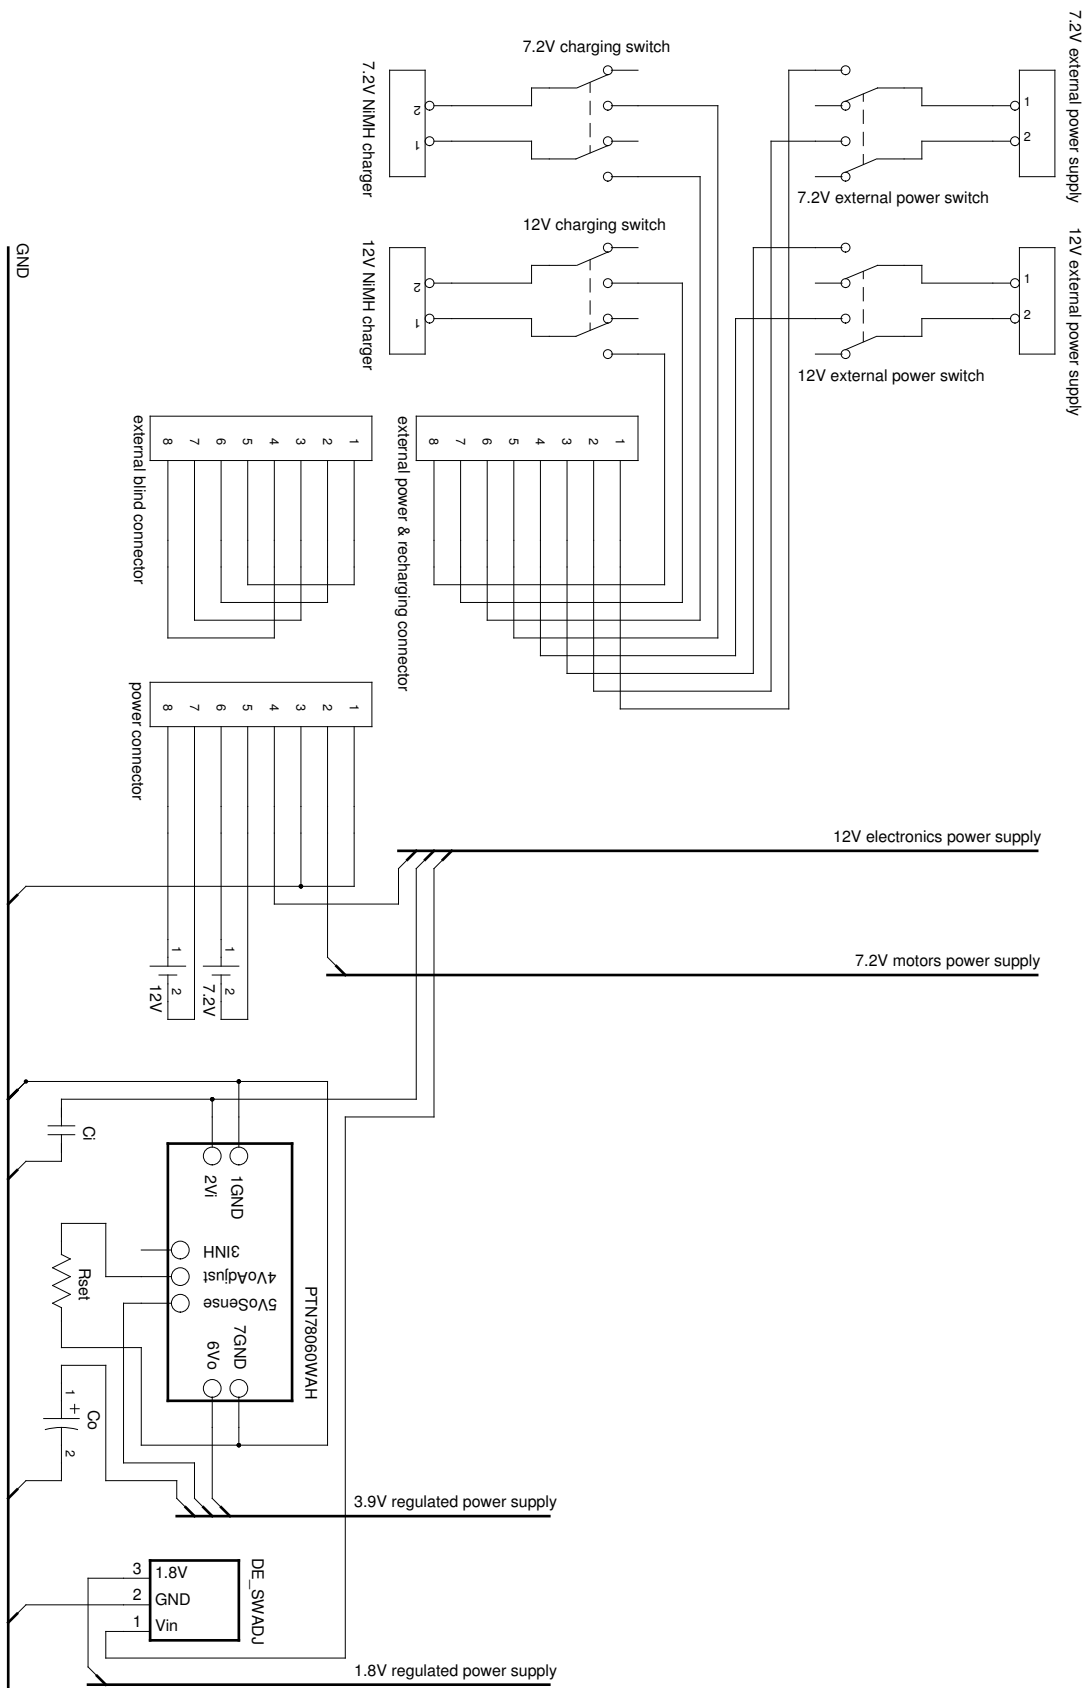 7.2V charging switch
7.2V external power supply
1
2
7.2V NiMH charger
2
1
7.2V external power switch
12V charging switch
12V external power supply
1
2
12V NiMH charger
2
1
12V external power switch
GND
external blind connector
8
7
6
5
4
3
2
1
external power & recharging connector
8
7
6
5
4
3
2
1
power connector
8
7
6
5
4
3
2
1
12V electronics power supply
7.2V motors power supply
1
2
12V
1
2
7.2V
Ci
1GND
2Vi
3INH
4VoAdjust
5VoSense
6Vo
7GND
PTN78060WAH
Rset
1
+
2
Co
3.9V regulated power supply
DE_SWADJ
3 1.8V
2 GND
1 Vin
1.8V regulated power supply